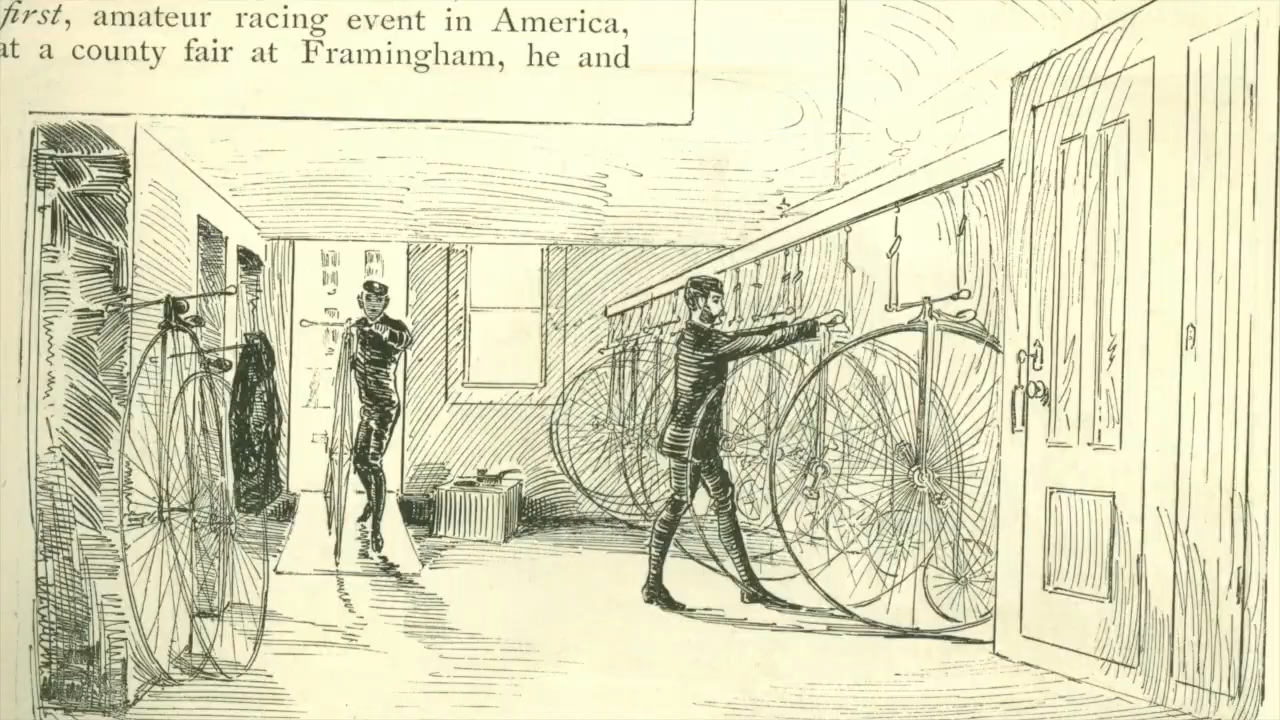 first, amateur racing event in America,
at a county fair at Framingham, he and